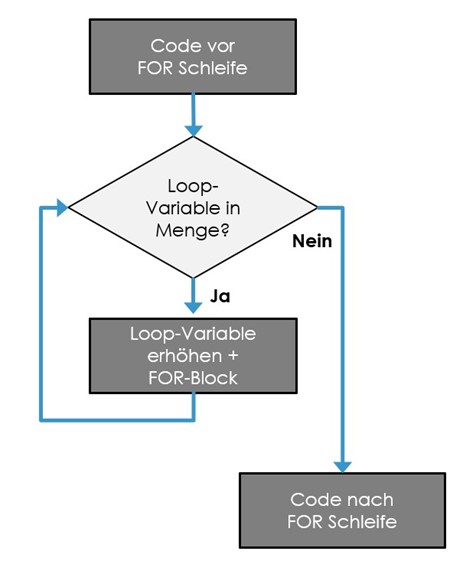 Code vor
FOR Schleife
Loop-
Variable in
Menge?
Nein
Ja
Loop-Variable
erhöhen +
FOR-Block
Code nach
FOR Schleife